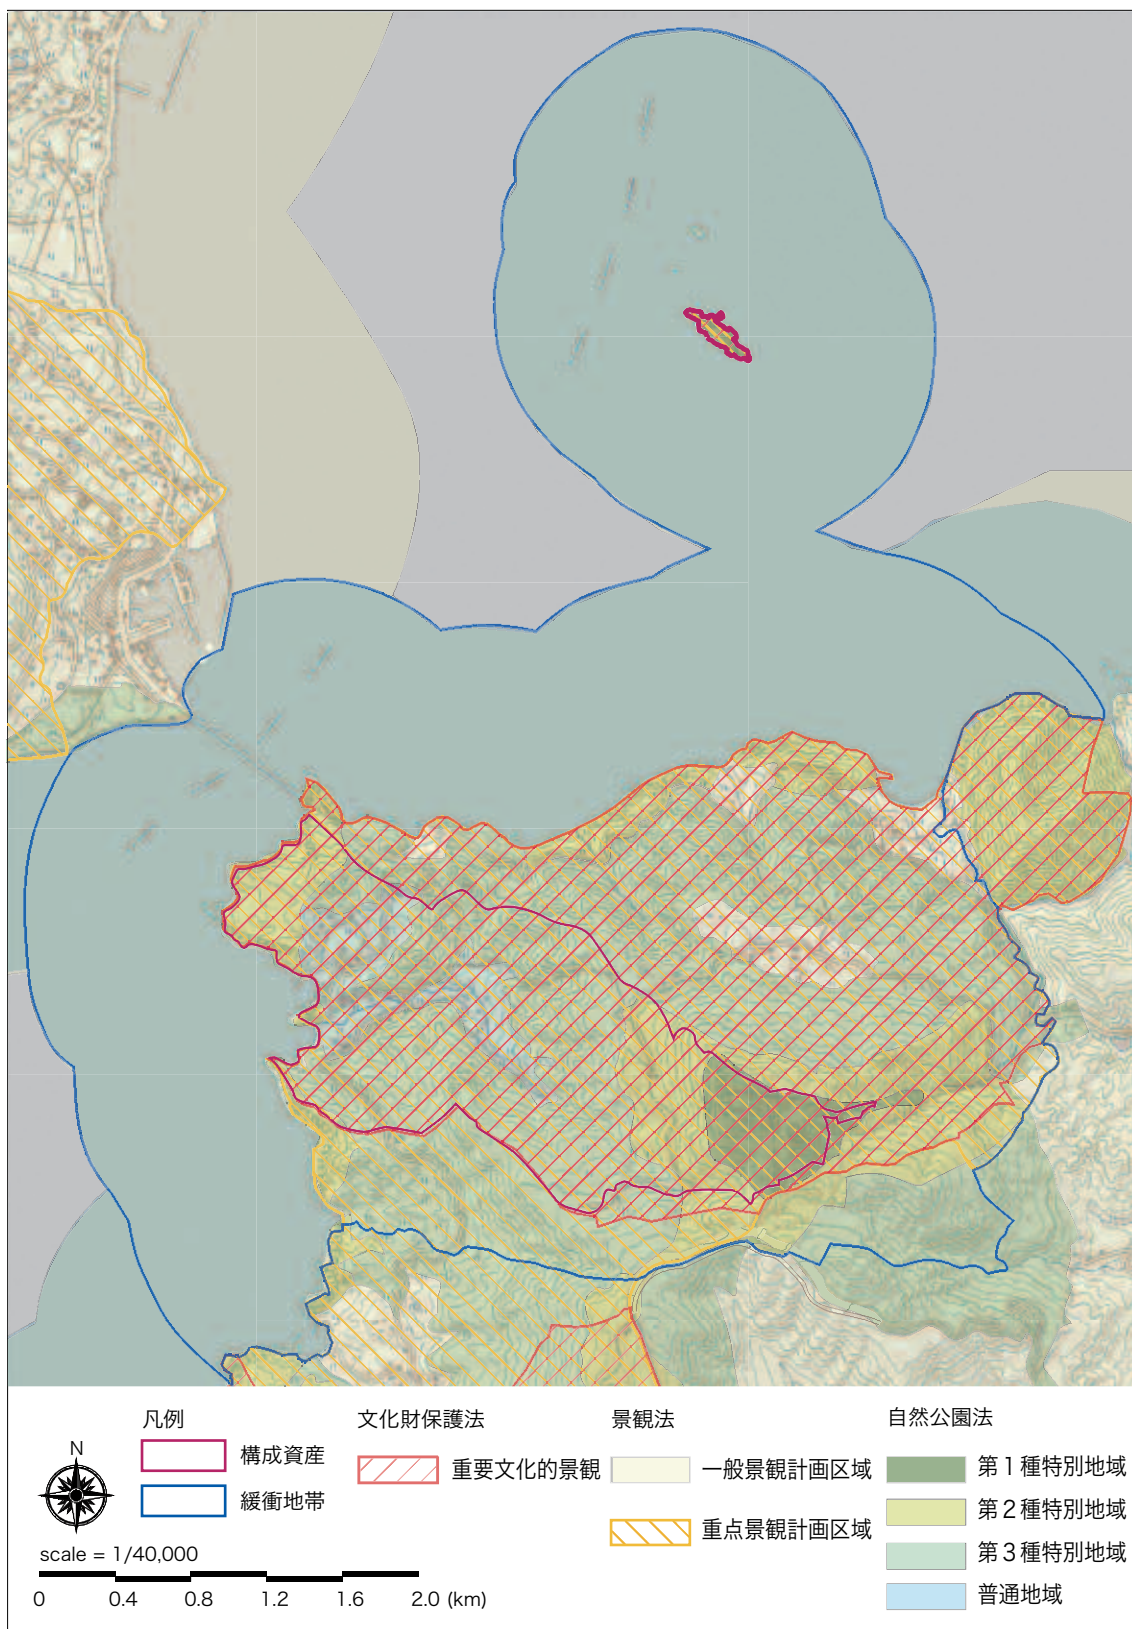 凡例
構成資産
緩衝地帯
文化財保護法
重要文化的景観
景観法
一般景観計画区域
重点景観計画区域
自然公園法
第1種特別地域
第2種特別地域
第3種特別地域
普通地域
N
scale = 1/40,000
0 0.4 0.8 1.2 1.6 2.0 (km)